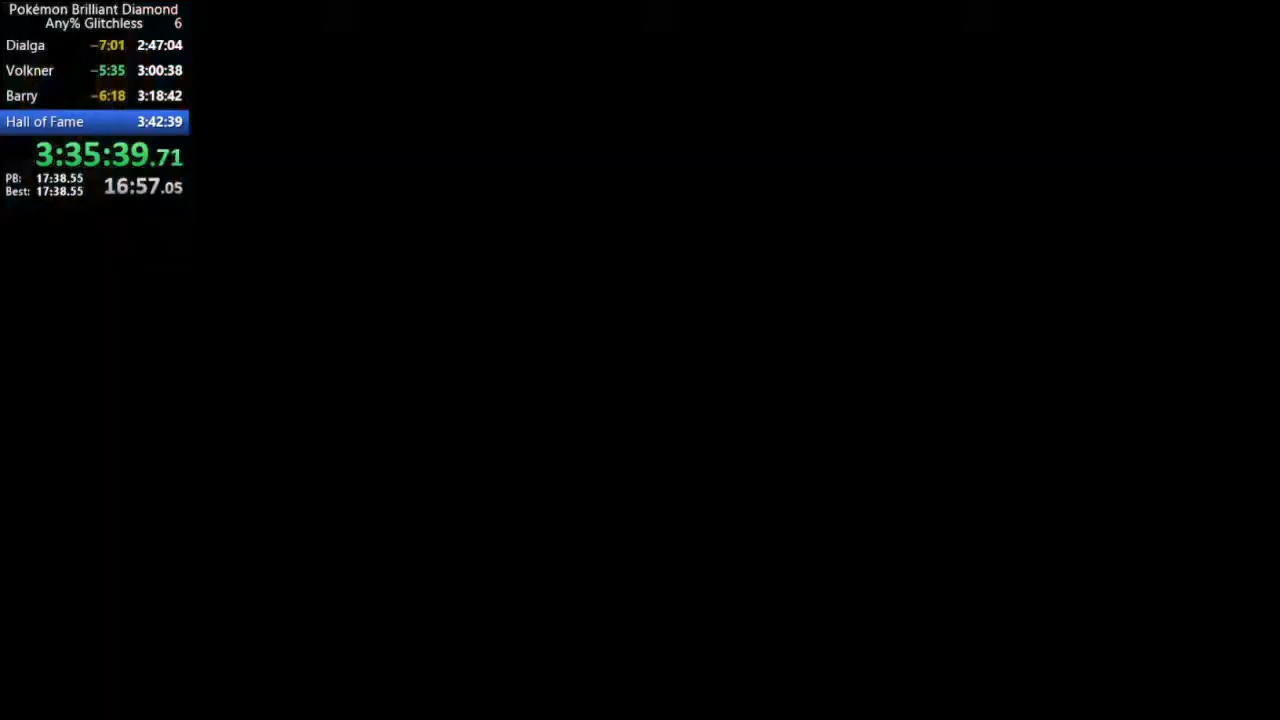 Pokémon Brilliant Diamond
Any% Glitchless 6
Dialga −7:01 2:47:04
Volkner −5:35 3:00:38
Barry −6:18 3:18:42
Hall of Fame 3:42:39
3:35:39.71
PB: 17:38.55
Best: 17:38.55 16:57.05